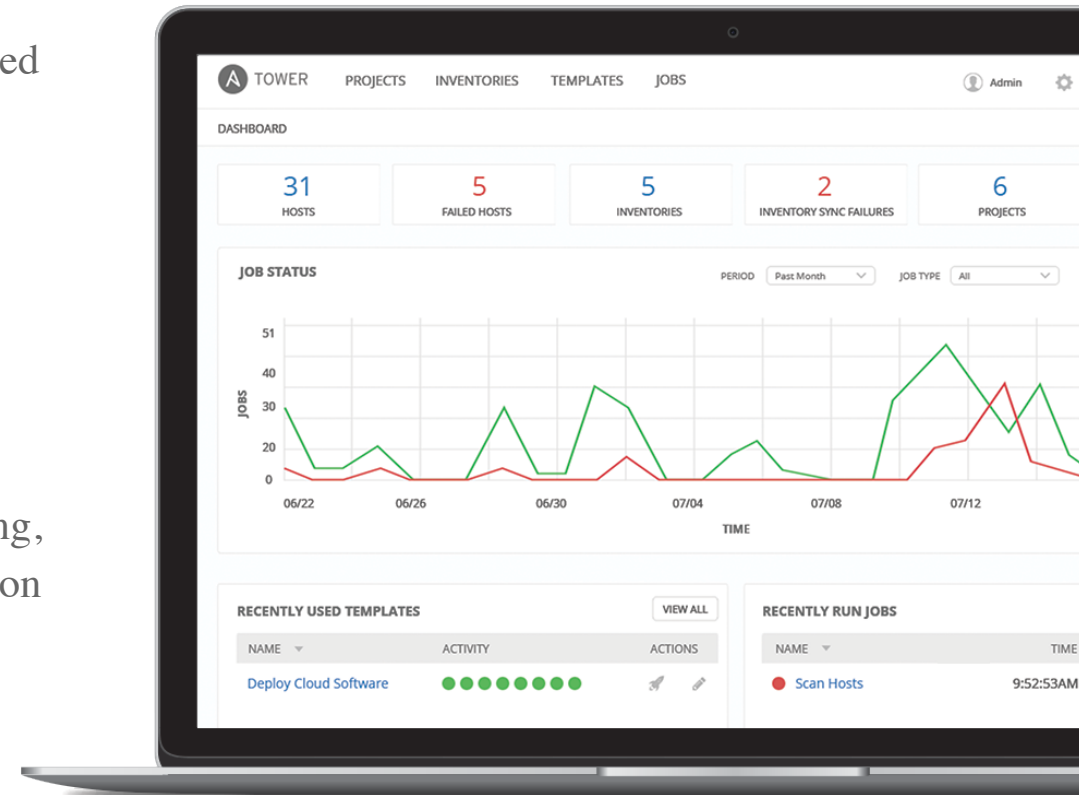 ed
TOWER PROJECTS INVENTORIES TEMPLATES JOBS Admin
DASHBOARD
31 5 5 2 6
HOSTS FAILED HOSTS INVENTORIES INVENTORY SYNC FAILURES PROJECTS
JOB STATUS PERIOD Past Month JOB TYPE All
51
40
30
20
0
JOBS
06/22 06/26 06/30 07/04 07/08 07/12
TIME
ng,
on
RECENTLY USED TEMPLATES VIEW ALL RECENTLY RUN JOBS
NAME ACTIVITY ACTIONS NAME TIME
Deploy Cloud Software Scan Hosts 9:52:53AM